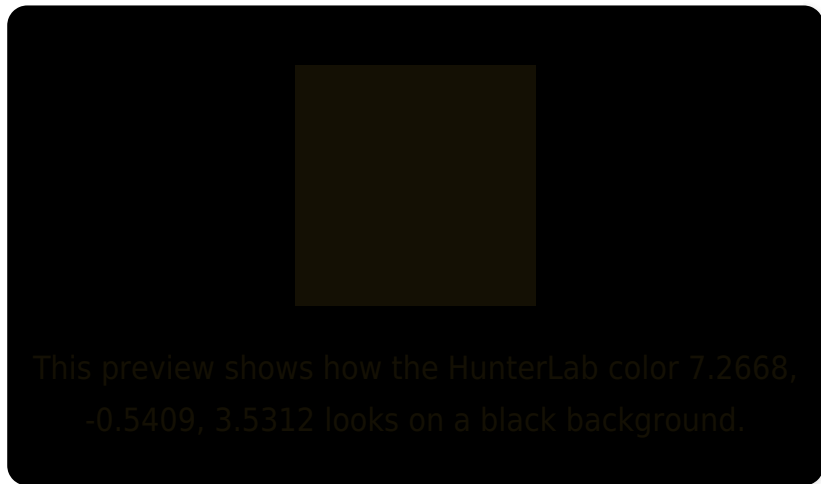 This preview shows how the HunterLab color 7.2668,
-0.5409, 3.5312 looks on a black background.